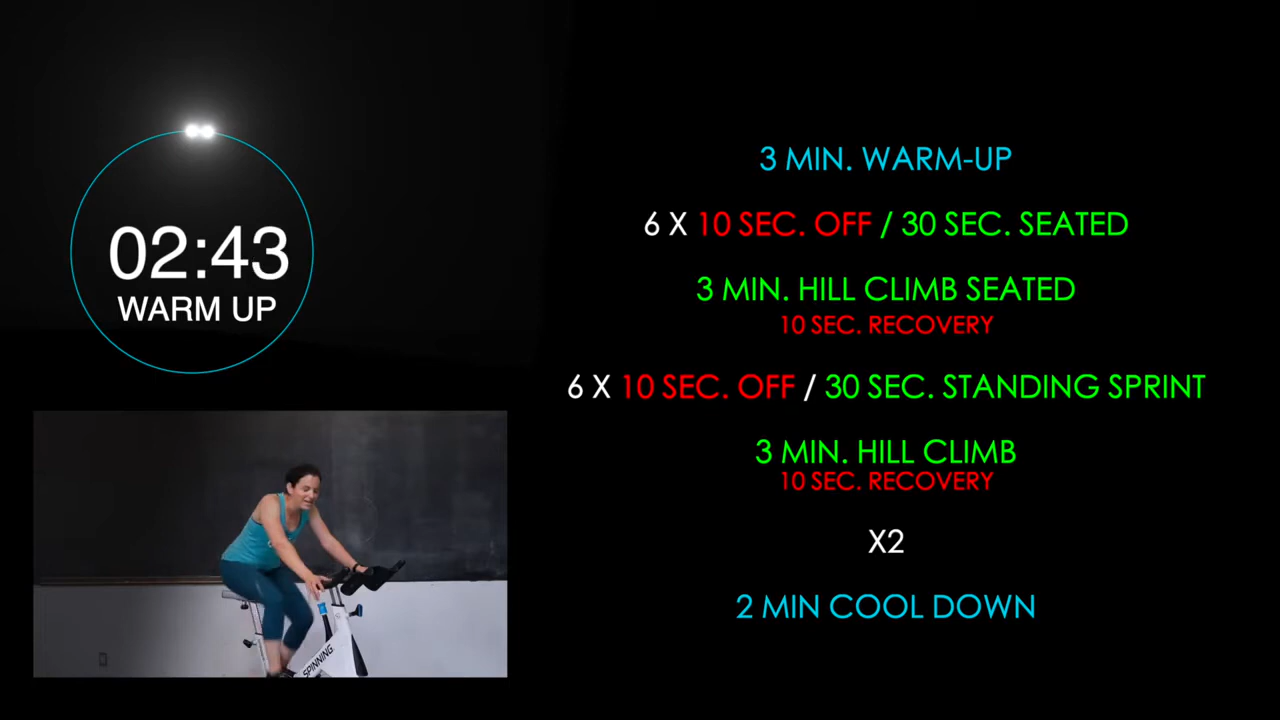 02:43
WARM UP
3 MIN. WARM-UP
6 X 10 SEC. OFF / 30 SEC. SEATED
3 MIN. HILL CLIMB SEATED
10 SEC. RECOVERY
6 X 10 SEC. OFF / 30 SEC. STANDING SPRINT
3 MIN. HILL CLIMB
10 SEC. RECOVERY
X2
2 MIN COOL DOWN
SPINNING